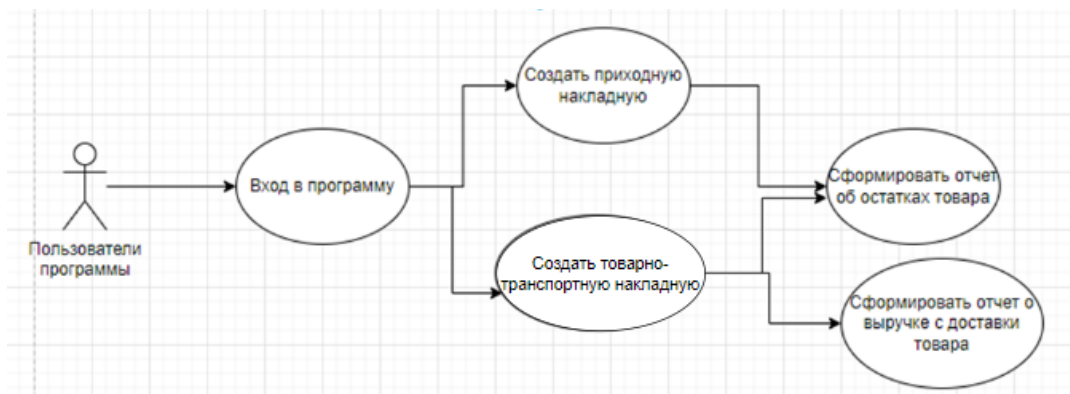 Создать приходную
накладную
Вход в программу
Пользователи
программы
Создать товарно-
транспортную накладную
Сформировать отчет
об остатках товара
Сформировать отчет о
выручке с доставки
товара